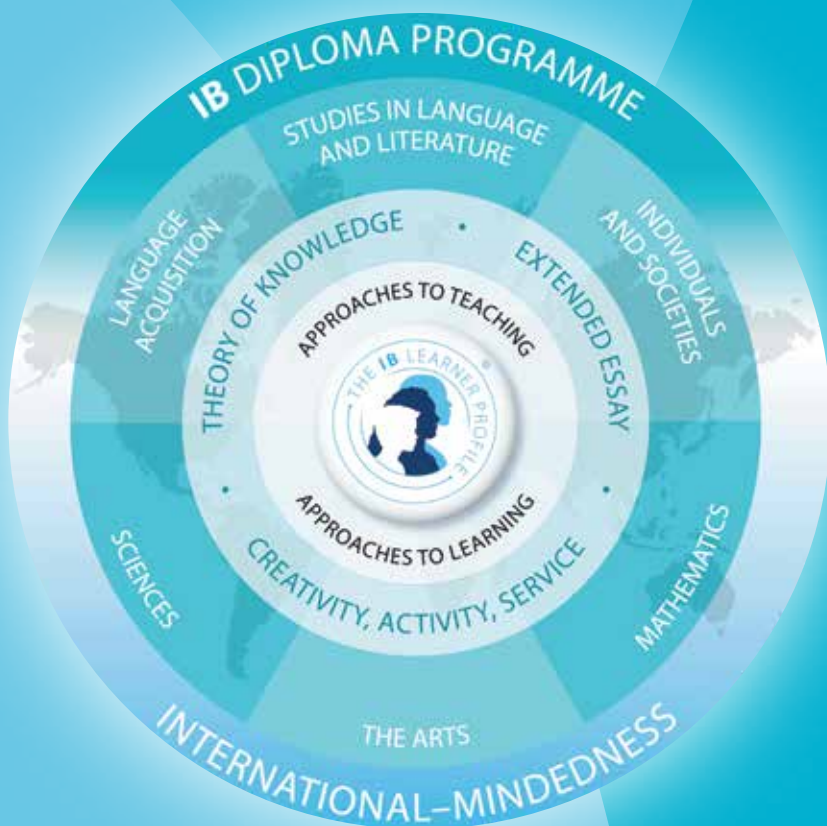 IB DIPLOMA PROGRAMME
STUDIES IN LANGUAGE
AND LITERATURE
LANGUAGE
ACQUISITION
INDIVIDUALS
AND SOCIETIES
THEORY OF KNOWLEDGE
•
EXTENDED ESSAY
APPROACHES TO TEACHING
THE IB LEARNER PROFILE ®
APPROACHES TO LEARNING
•
CREATIVITY, ACTIVITY, SERVICE
•
SCIENCES
MATHEMATICS
THE ARTS
INTERNATIONAL–MINDEDNESS